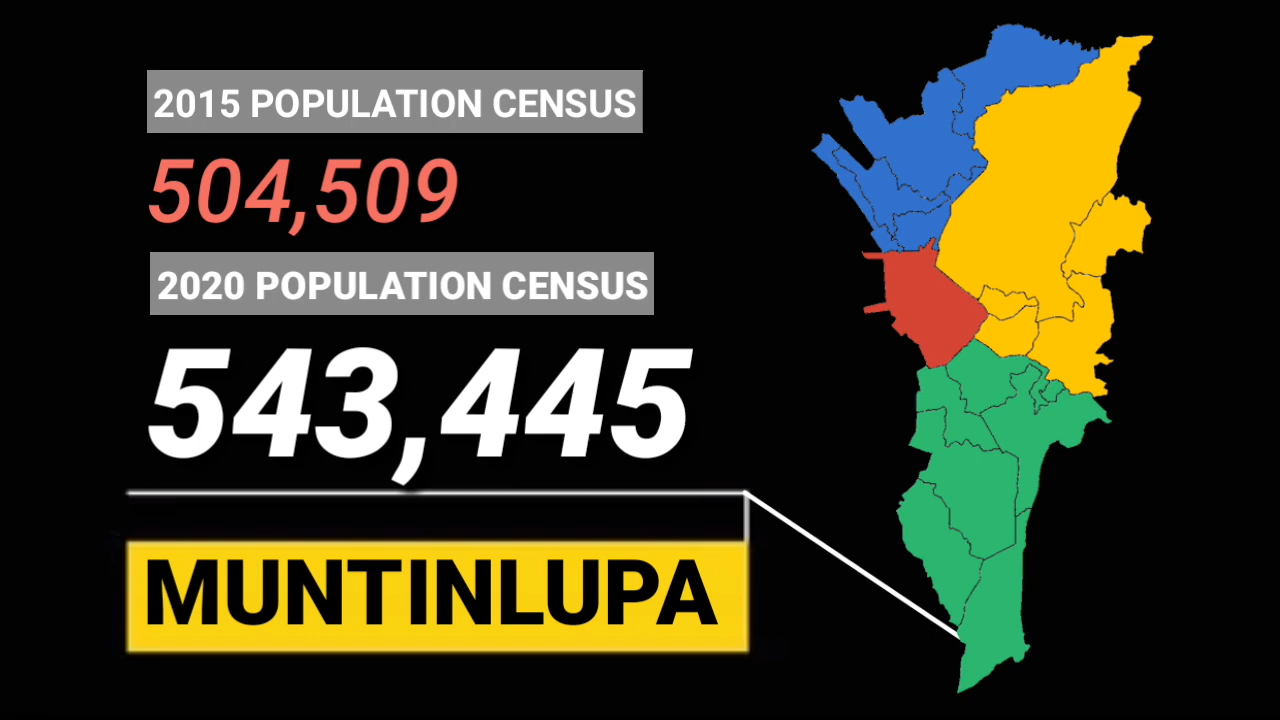 2015 POPULATION CENSUS
504,509
2020 POPULATION CENSUS
543,445
MUNTINLUPA